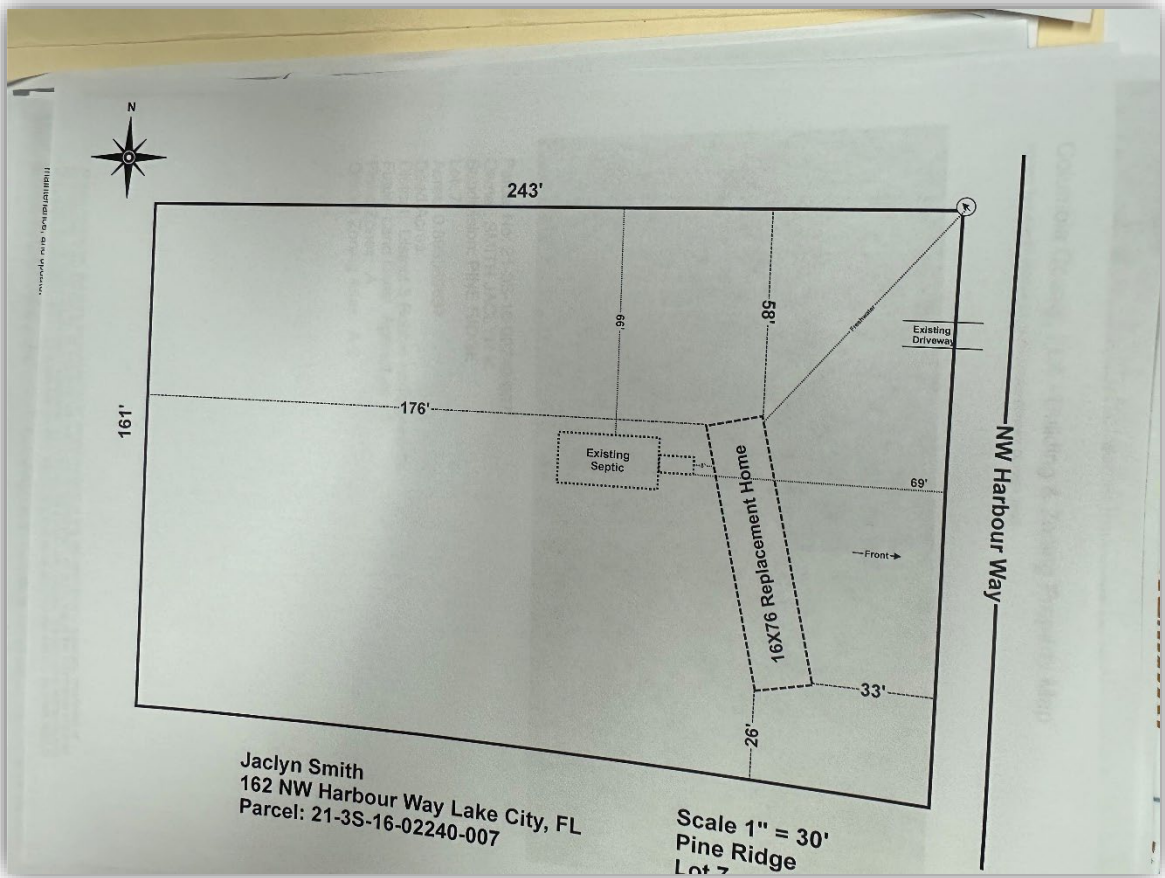 N
243'
66'
58'
Freshwater
Existing
Driveway
161'
176'
Existing
Septic
16X76 Replacement Home
69'
Front
NW Harbour Way
33'
26'
Jaclyn Smith
162 NW Harbour Way Lake City, FL
Parcel: 21-3S-16-02240-007
Scale 1" = 30'
Pine Ridge
Lot 7